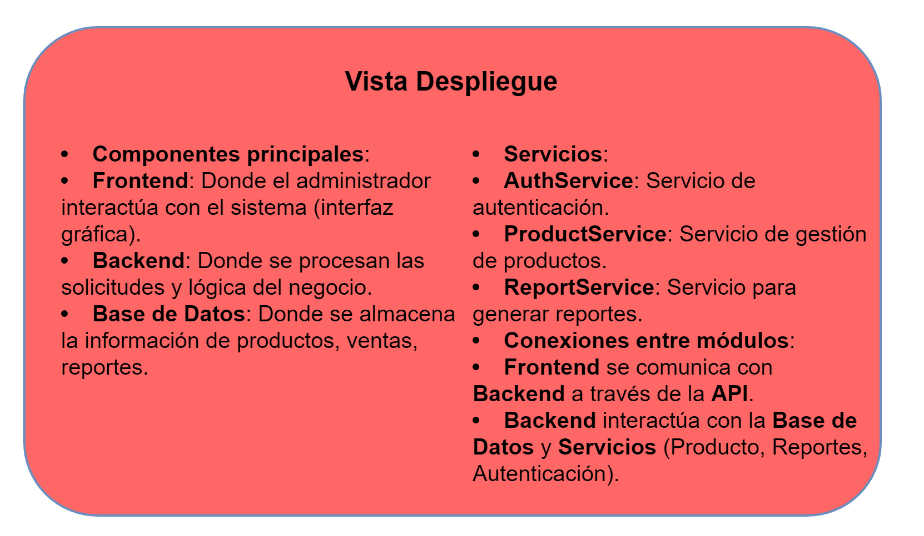 Vista Despliegue
• Componentes principales:
• Frontend: Donde el administrador
interactúa con el sistema (interfaz
gráfica).
• Backend: Donde se procesan las
solicitudes y lógica del negocio.
• Base de Datos: Donde se almacena
la información de productos, ventas,
reportes.
• Servicios:
• AuthService: Servicio de
autenticación.
• ProductService: Servicio de gestión
de productos.
• ReportService: Servicio para
generar reportes.
• Conexiones entre módulos:
• Frontend se comunica con
Backend a través de la API.
• Backend interactúa con la Base de
Datos y Servicios (Producto, Reportes,
Autenticación).